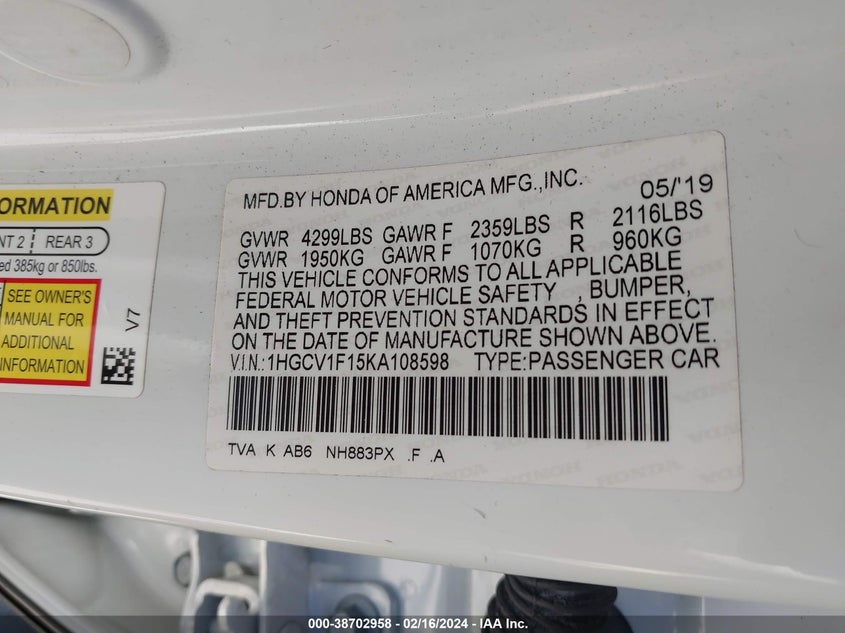 ORMATION
NT 2 REAR 3
ed 385kg or 850lbs.
SEE OWNER'S
MANUAL FOR
ADDITIONAL
INFORMATION
V7
MFD.BY HONDA OF AMERICA MFG.,INC. 05/'19
GVWR 4299LBS GAWR F 2359LBS R 2116LBS
GVWR 1950KG GAWR F 1070KG R 960KG
THIS VEHICLE CONFORMS TO ALL APPLICABLE
FEDERAL MOTOR VEHICLE SAFETY , BUMPER,
AND THEFT PREVENTION STANDARDS IN EFFECT
ON THE DATE OF MANUFACTURE SHOWN ABOVE.
V.I.N.:1HGCV1F15KA108598 TYPE:PASSENGER CAR
TVA K AB6 NH883PX .F .A
000-38702958 - 02/16/2024 - IAA Inc.